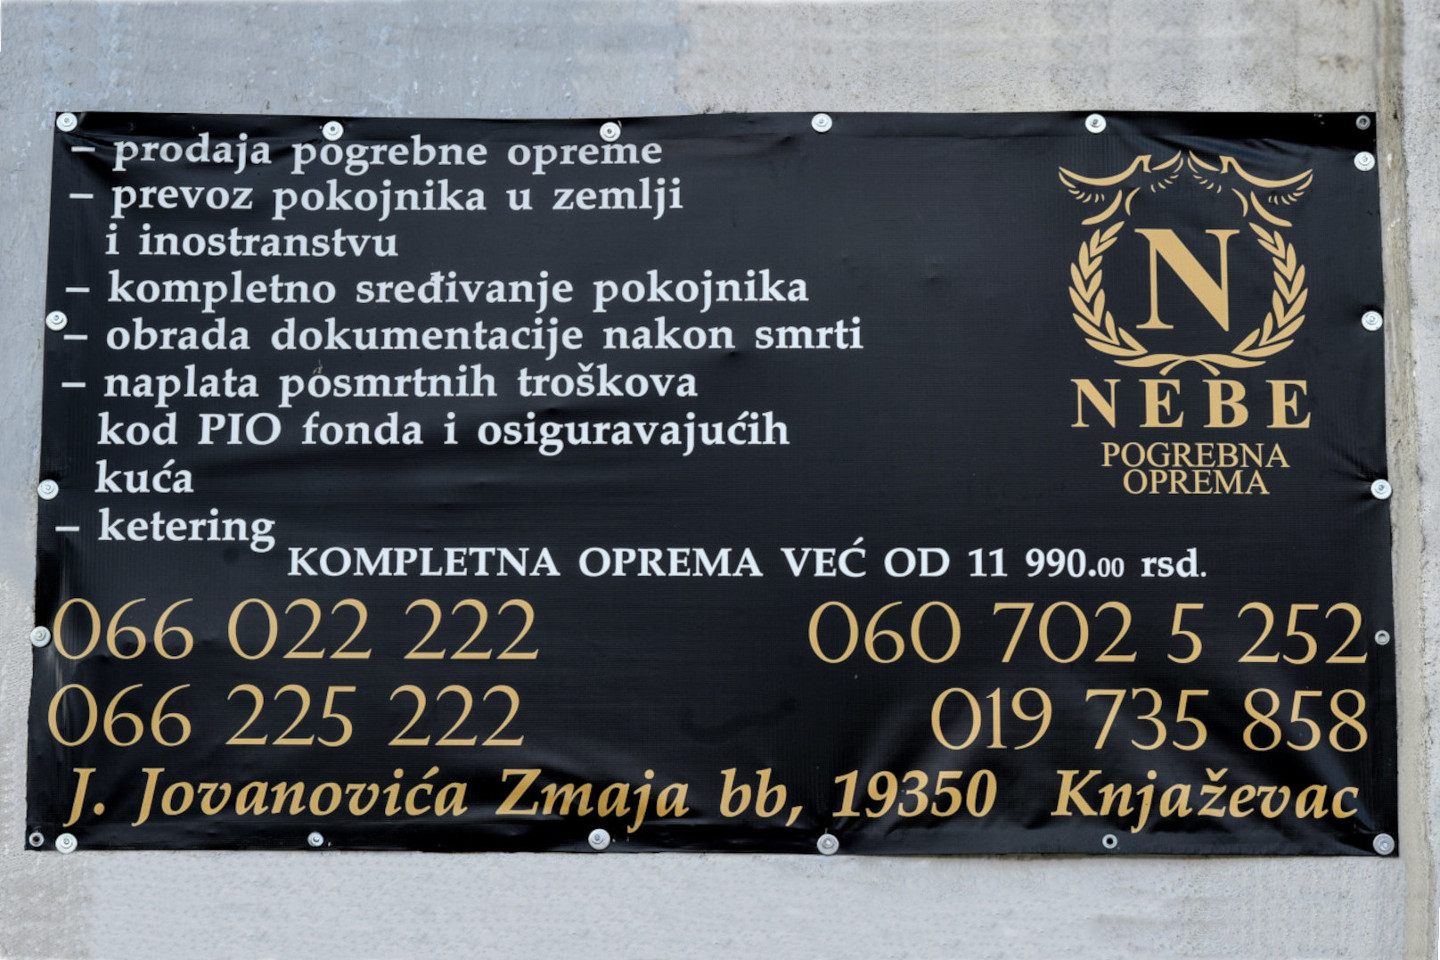 – prodaja pogrebne opreme
– prevoz pokojnika u zemlji
i inostranstvu
– kompletno sređivanje pokojnika
– obrada dokumentacije nakon smrti
– naplata posmrtnih troškova
kod PIO fonda i osiguravajućih
kuća
– ketering
N
NEBE
POGREBNA
OPREMA
KOMPLETNA OPREMA VEĆ OD 11 990.00 rsd.
066 022 222
060 702 5 252
066 225 222
019 735 858
J. Jovanovića Zmaja bb, 19350 Knjaževac